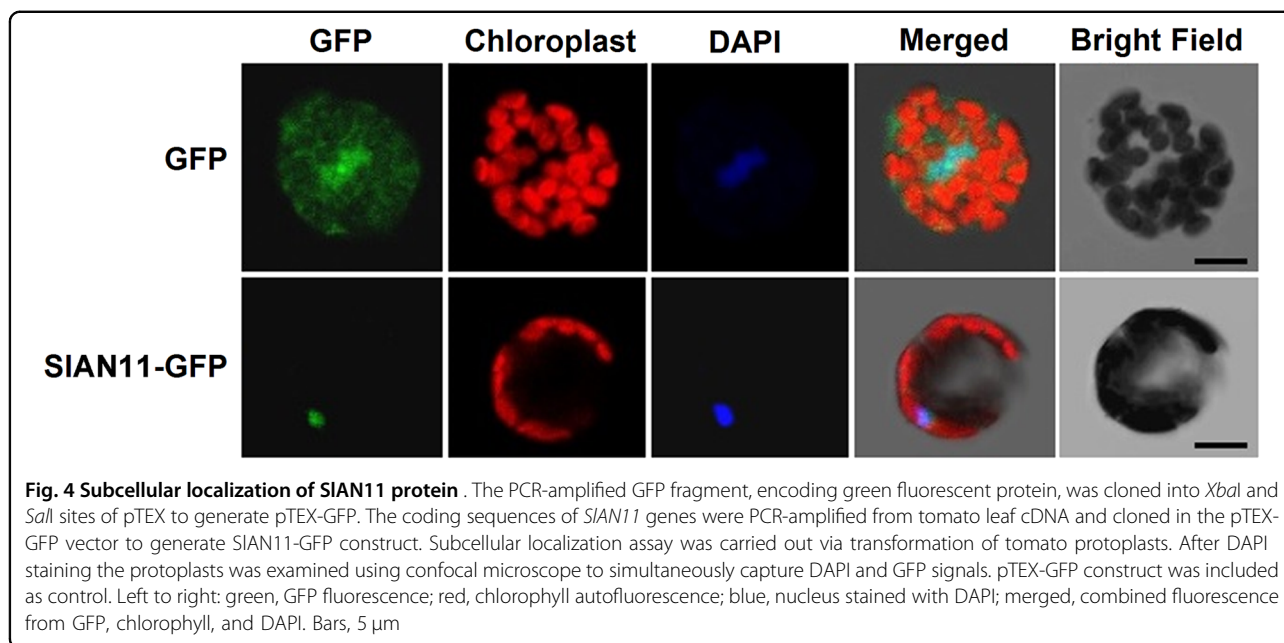 GFP Chloroplast DAPI Merged Bright Field
GFP
SlAN11-GFP
Fig. 4 Subcellular localization of SlAN11 protein . The PCR-amplified GFP fragment, encoding green fluorescent protein, was cloned into XbaI and
SalI sites of pTEX to generate pTEX-GFP. The coding sequences of SlAN11 genes were PCR-amplified from tomato leaf cDNA and cloned in the pTEX-
GFP vector to generate SlAN11-GFP construct. Subcellular localization assay was carried out via transformation of tomato protoplasts. After DAPI
staining the protoplasts was examined using confocal microscope to simultaneously capture DAPI and GFP signals. pTEX-GFP construct was included
as control. Left to right: green, GFP fluorescence; red, chlorophyll autofluorescence; blue, nucleus stained with DAPI; merged, combined fluorescence
from GFP, chlorophyll, and DAPI. Bars, 5 μm